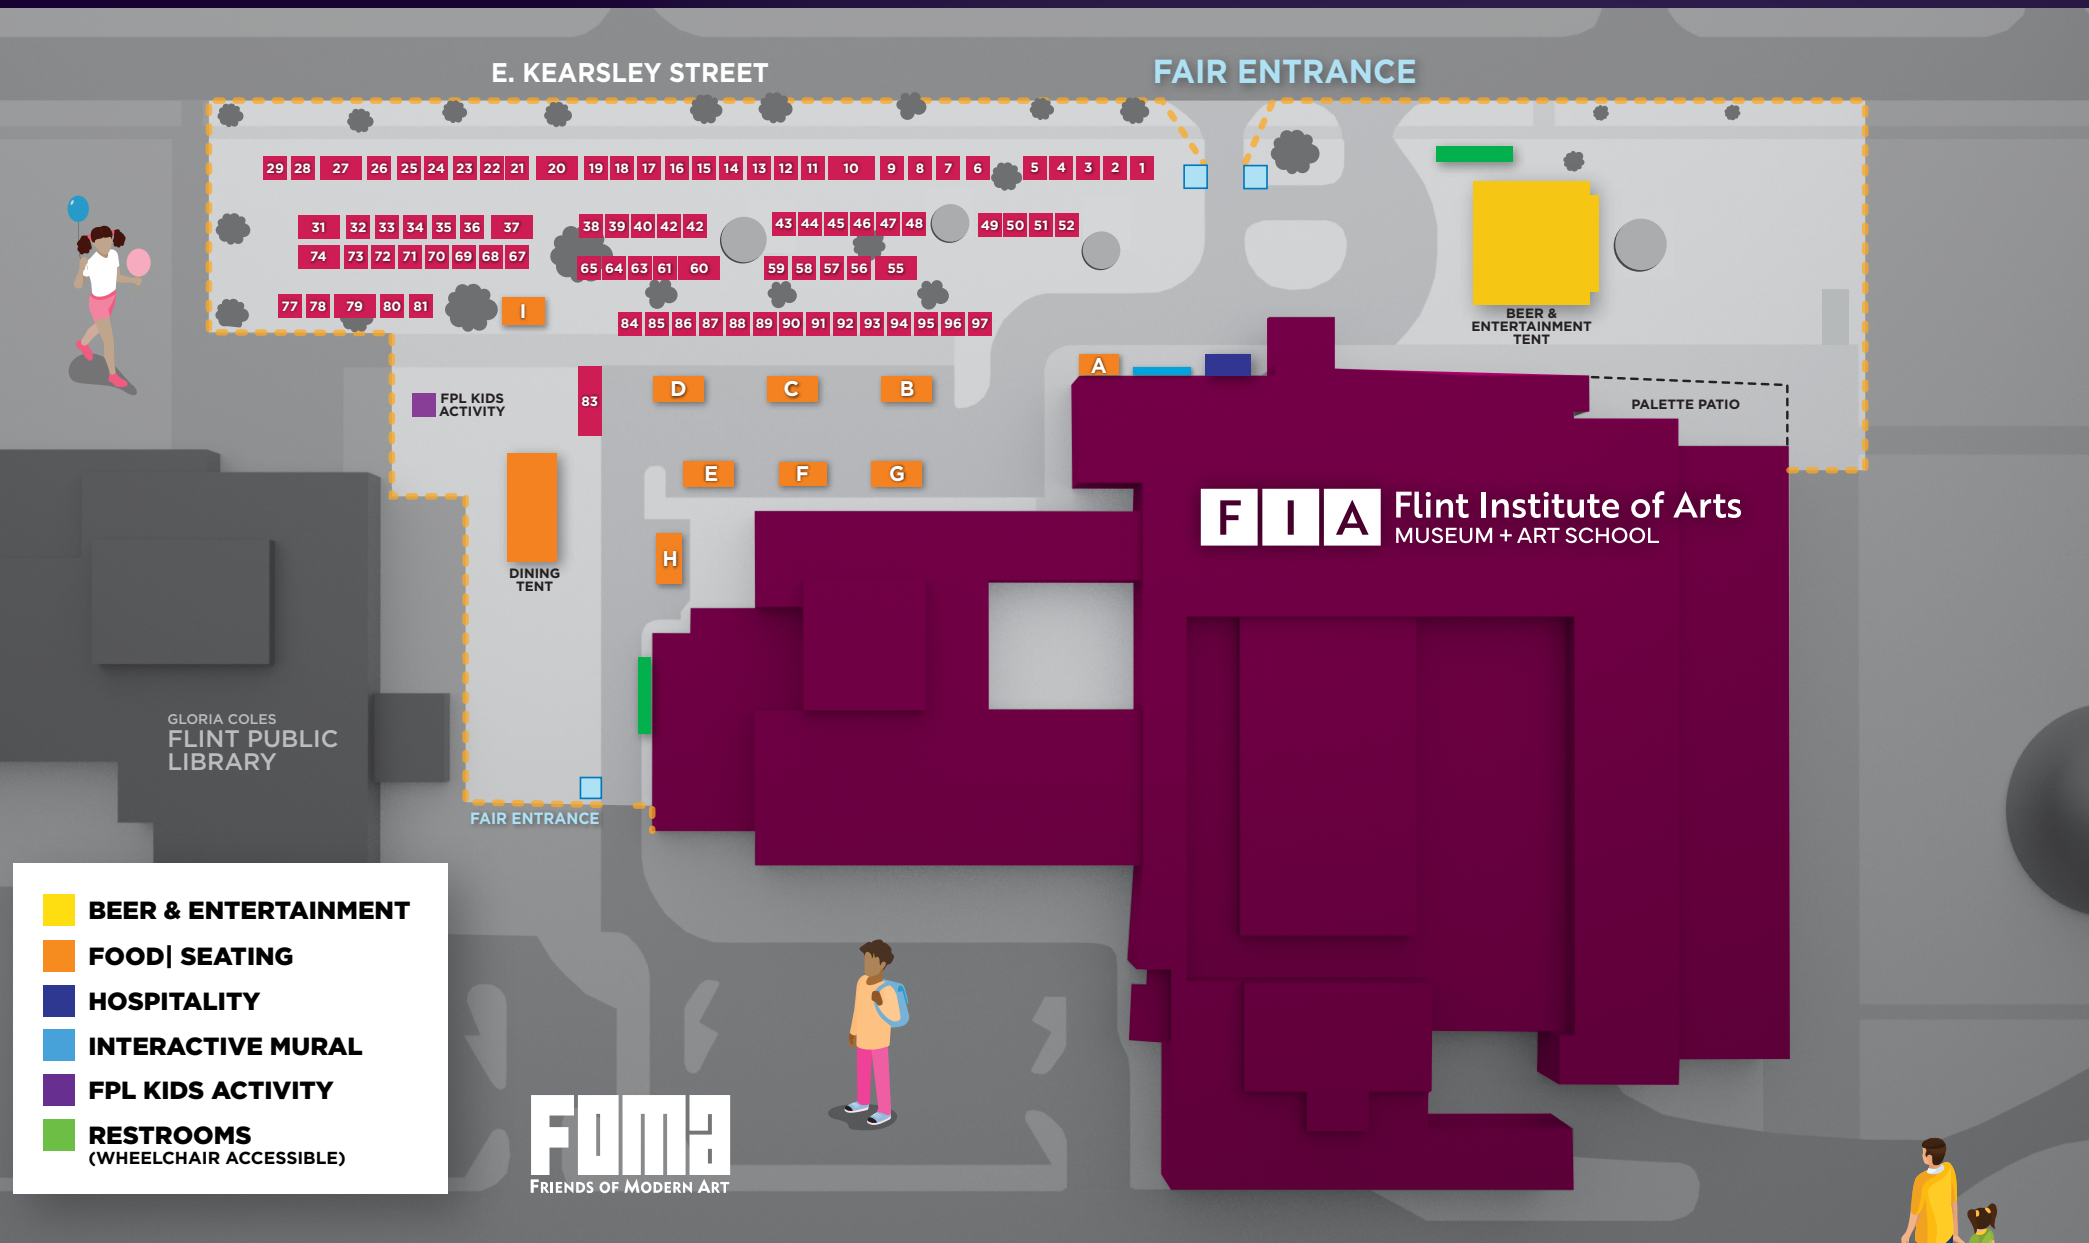 E. KEARSLEY STREET
FAIR ENTRANCE
29 28 27 26 25 24 23 22 21 20 19 18 17 16 15 14 13 12 11 10 9 8 7 6 5 4 3 2 1
31 32 33 34 35 36 37 38 39 40 42 42 43 44 45 46 47 48 49 50 51 52
74 73 72 71 70 69 68 67 65 64 63 61 60 59 58 57 56 55
77 78 79 80 81 I
84 85 86 87 88 89 90 91 92 93 94 95 96 97
BEER &
ENTERTAINMENT
TENT
A
D C B
83
FPL KIDS
ACTIVITY
PALETTE PATIO
E F G
H
DINING
TENT
FIA
Flint Institute of Arts
MUSEUM + ART SCHOOL
GLORIA COLES
FLINT PUBLIC
LIBRARY
FAIR ENTRANCE
BEER & ENTERTAINMENT
FOOD| SEATING
HOSPITALITY
INTERACTIVE MURAL
FPL KIDS ACTIVITY
RESTROOMS
(WHEELCHAIR ACCESSIBLE)
FOMA
FRIENDS OF MODERN ART